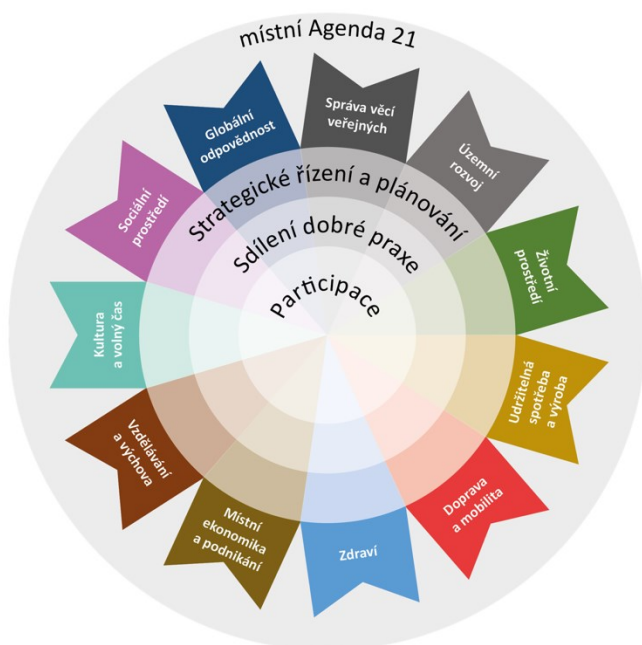 místní Agenda 21
Správa věcí
veřejných
Územní
rozvoj
Životní
prostředí
Udržitelná
spotřeba
a výroba
Doprava
a mobilita
Zdraví
Místní
ekonomika
a podnikání
Vzdělávání
a výchova
Kultura
a volný čas
Sociální
prostředí
Globální
odpovědnost
Strategické řízení a plánování
Sdílení dobré praxe
Participace